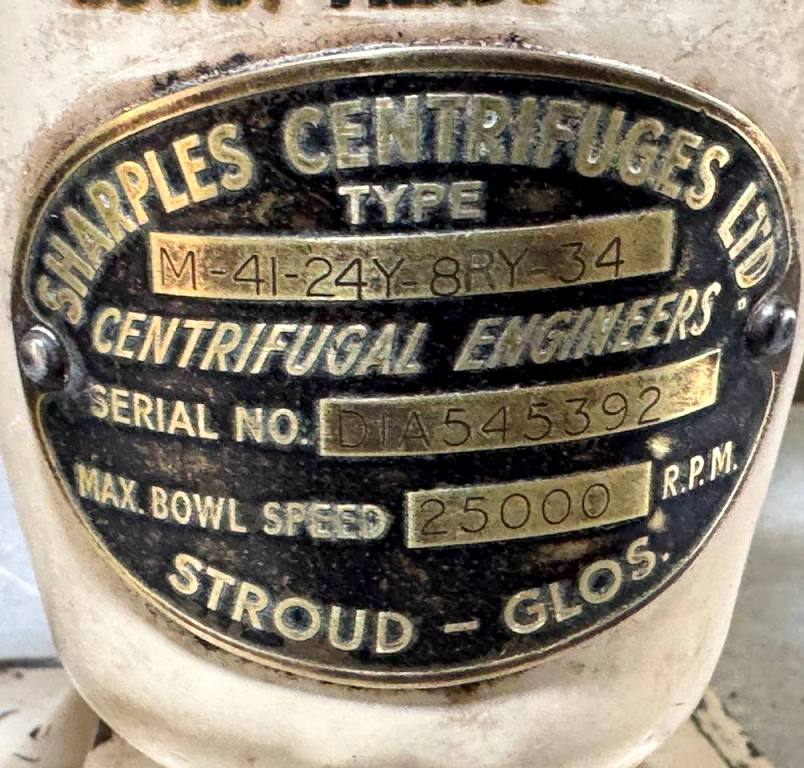 SHARPLES CENTRIFUGES LTD.
TYPE
M-41-24Y-8RY-34
CENTRIFUGAL ENGINEERS
SERIAL NO. D1A545392
MAX. BOWL SPEED 25000 R.P.M.
STROUD - GLOS.